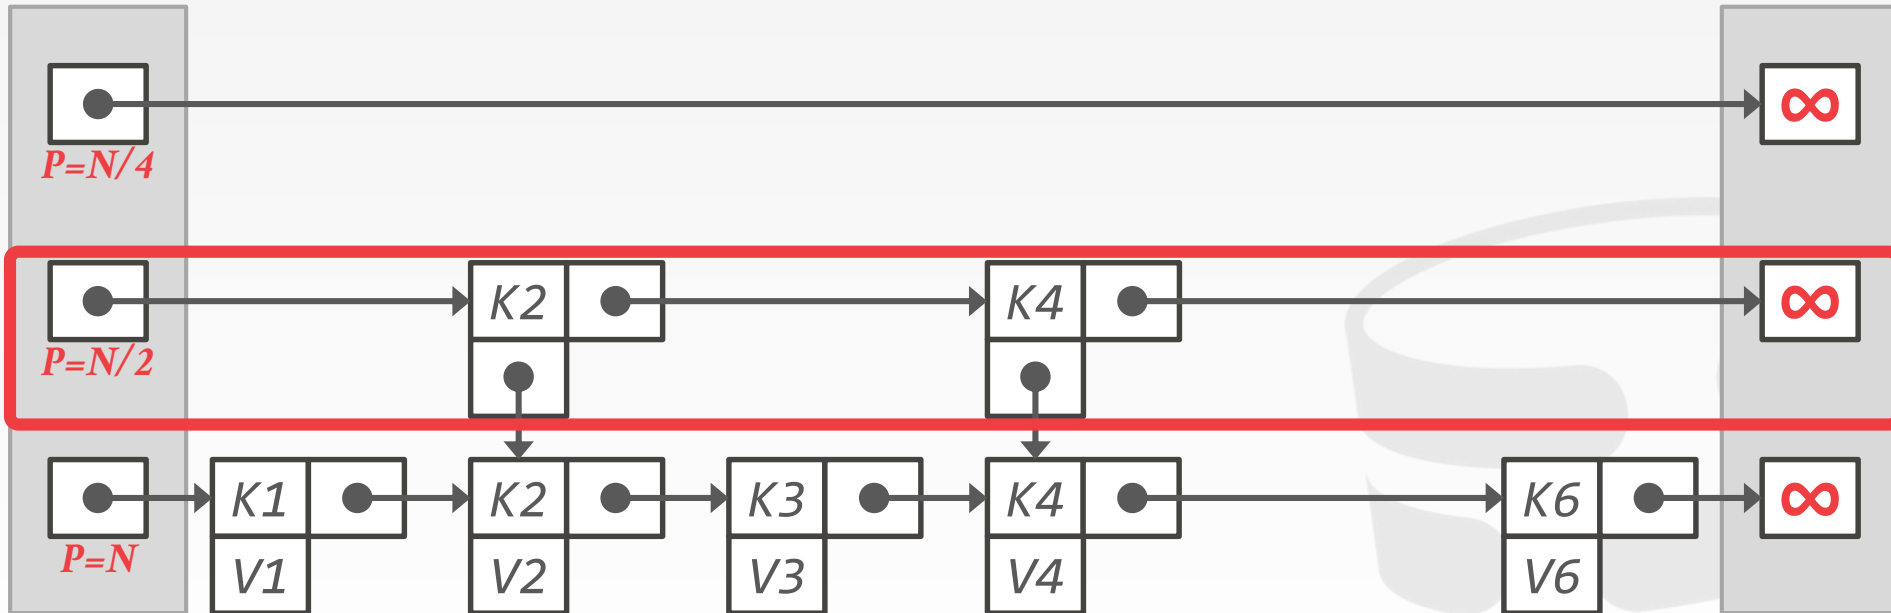 ∞
P=N/4
K2 K4 ∞
P=N/2
K1 K2 K3 K4 K6 ∞
P=N
V1 V2 V3 V4 V6